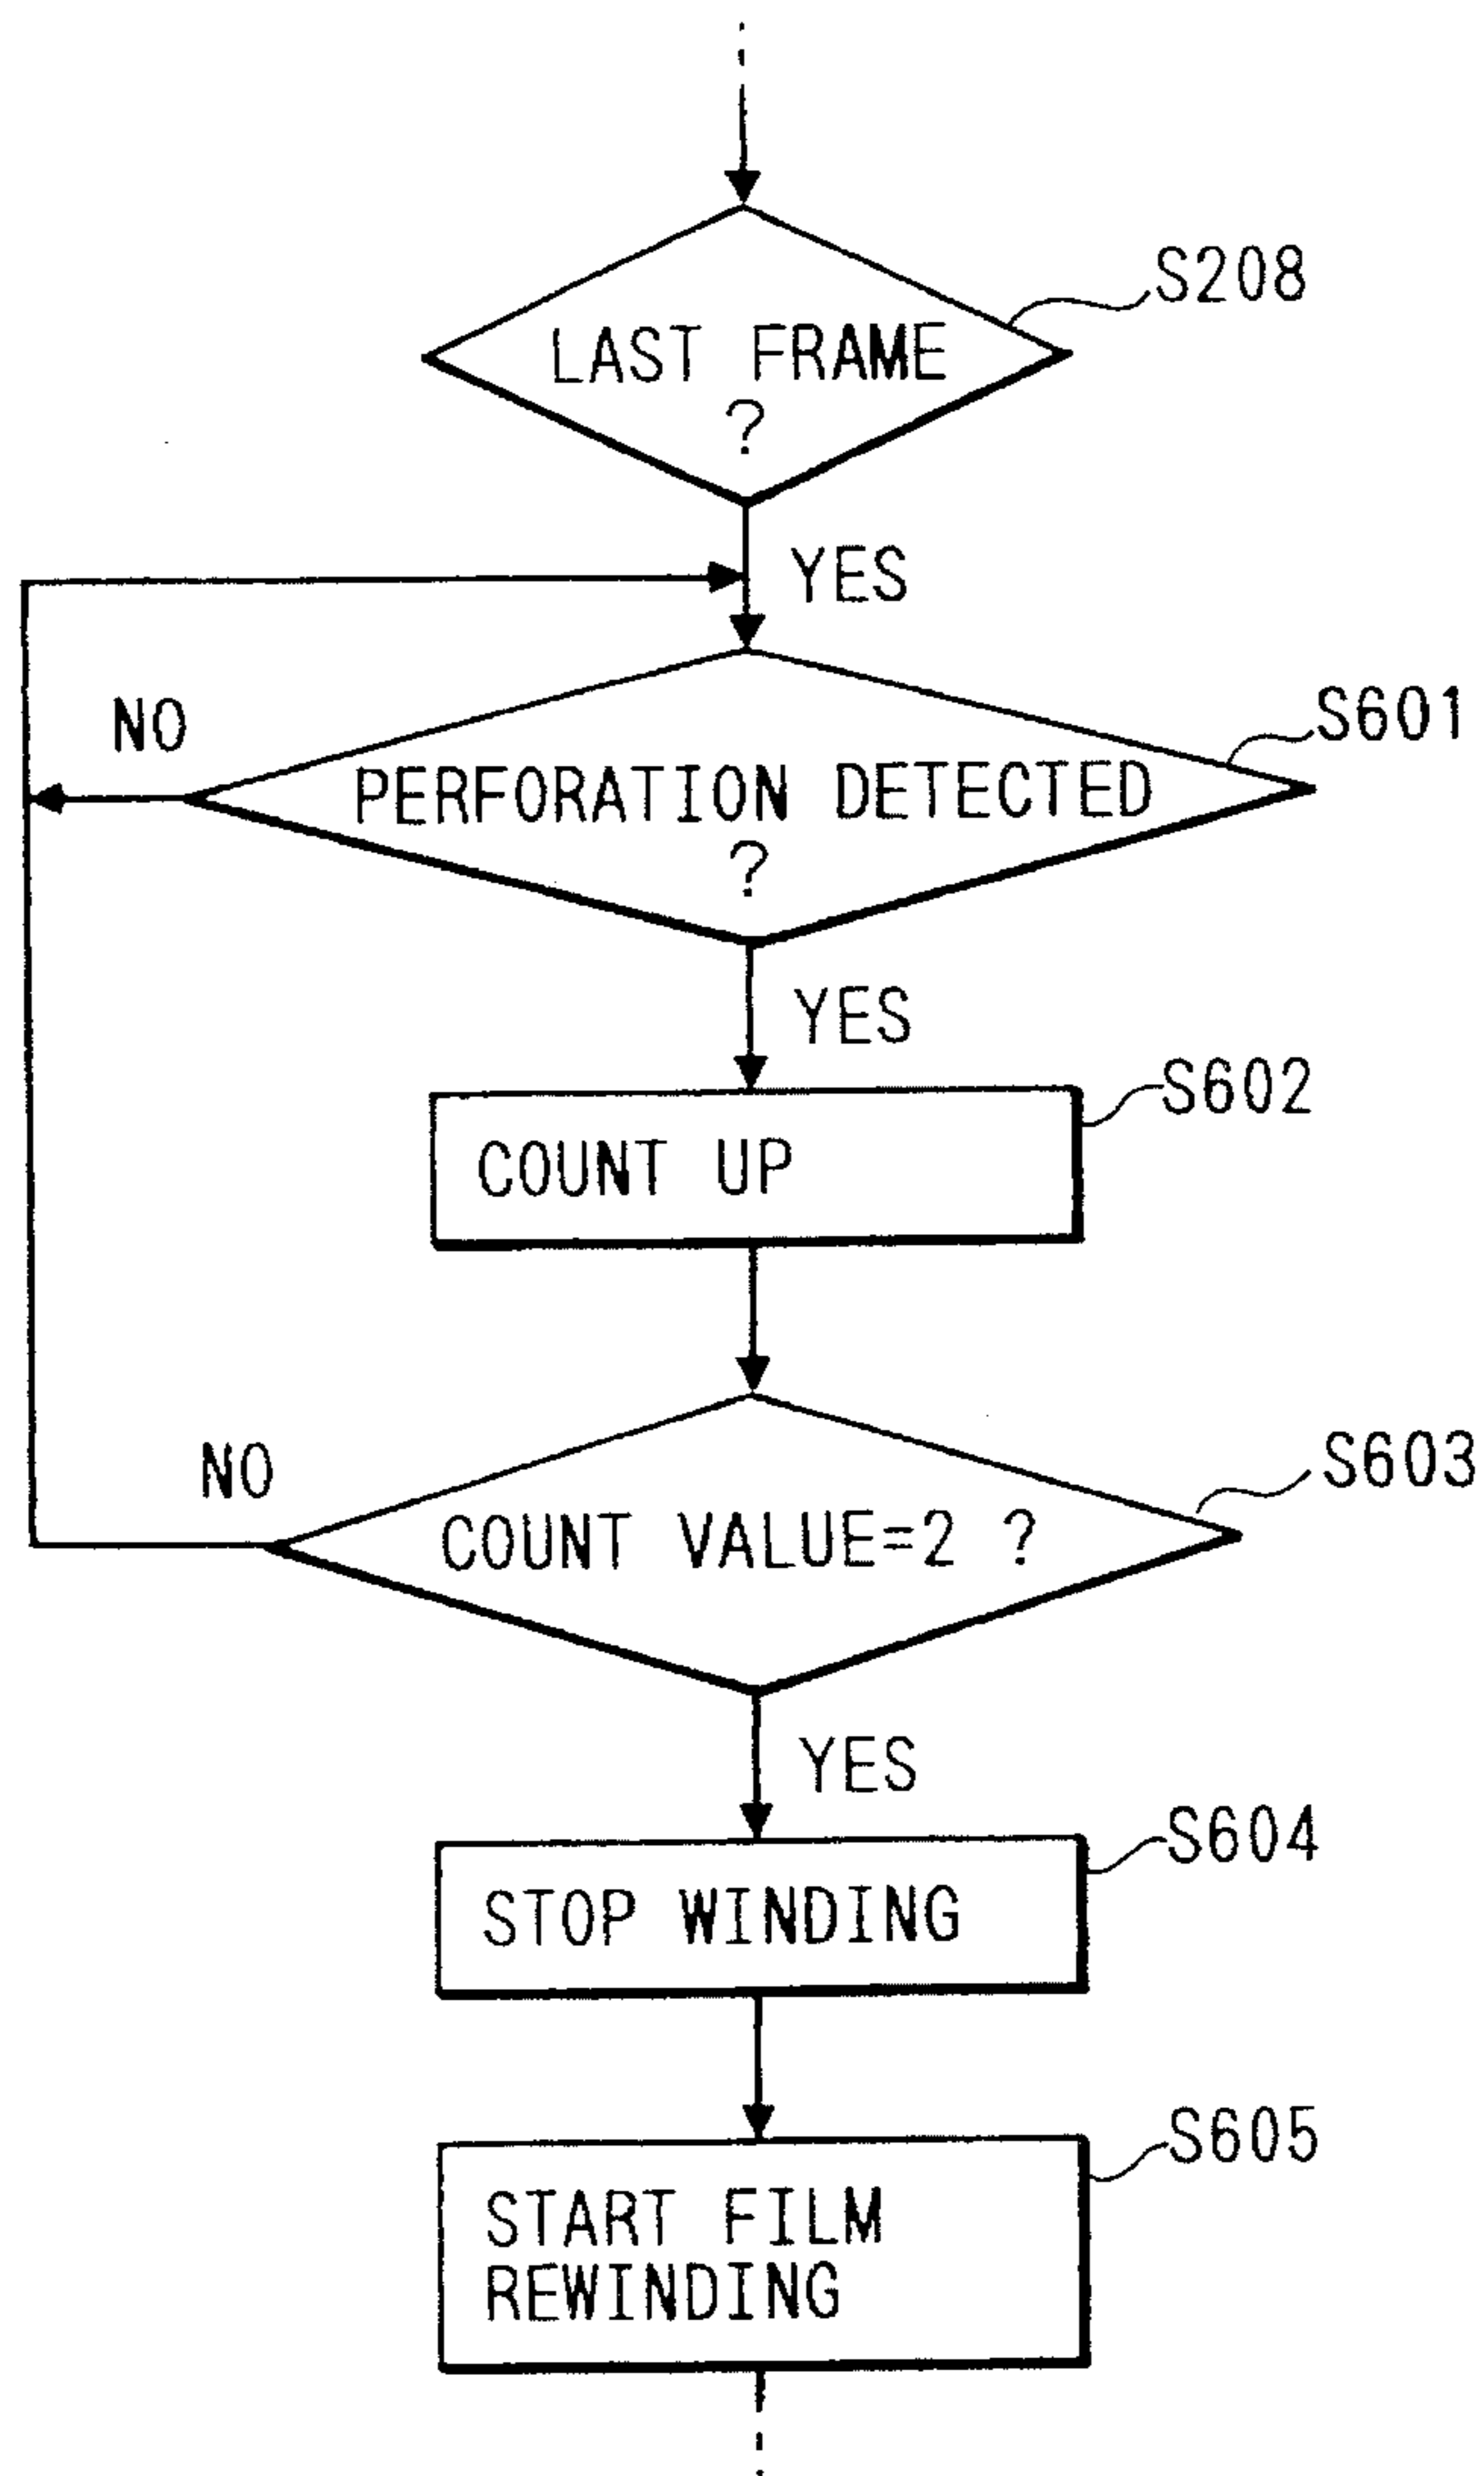 S208
LAST FRAME
?
YES
NO
S601
PERFORATION DETECTED
?
YES
S602
COUNT UP
NO
S603
COUNT VALUE=2 ?
YES
S604
STOP WINDING
S605
START FILM
REWINDING